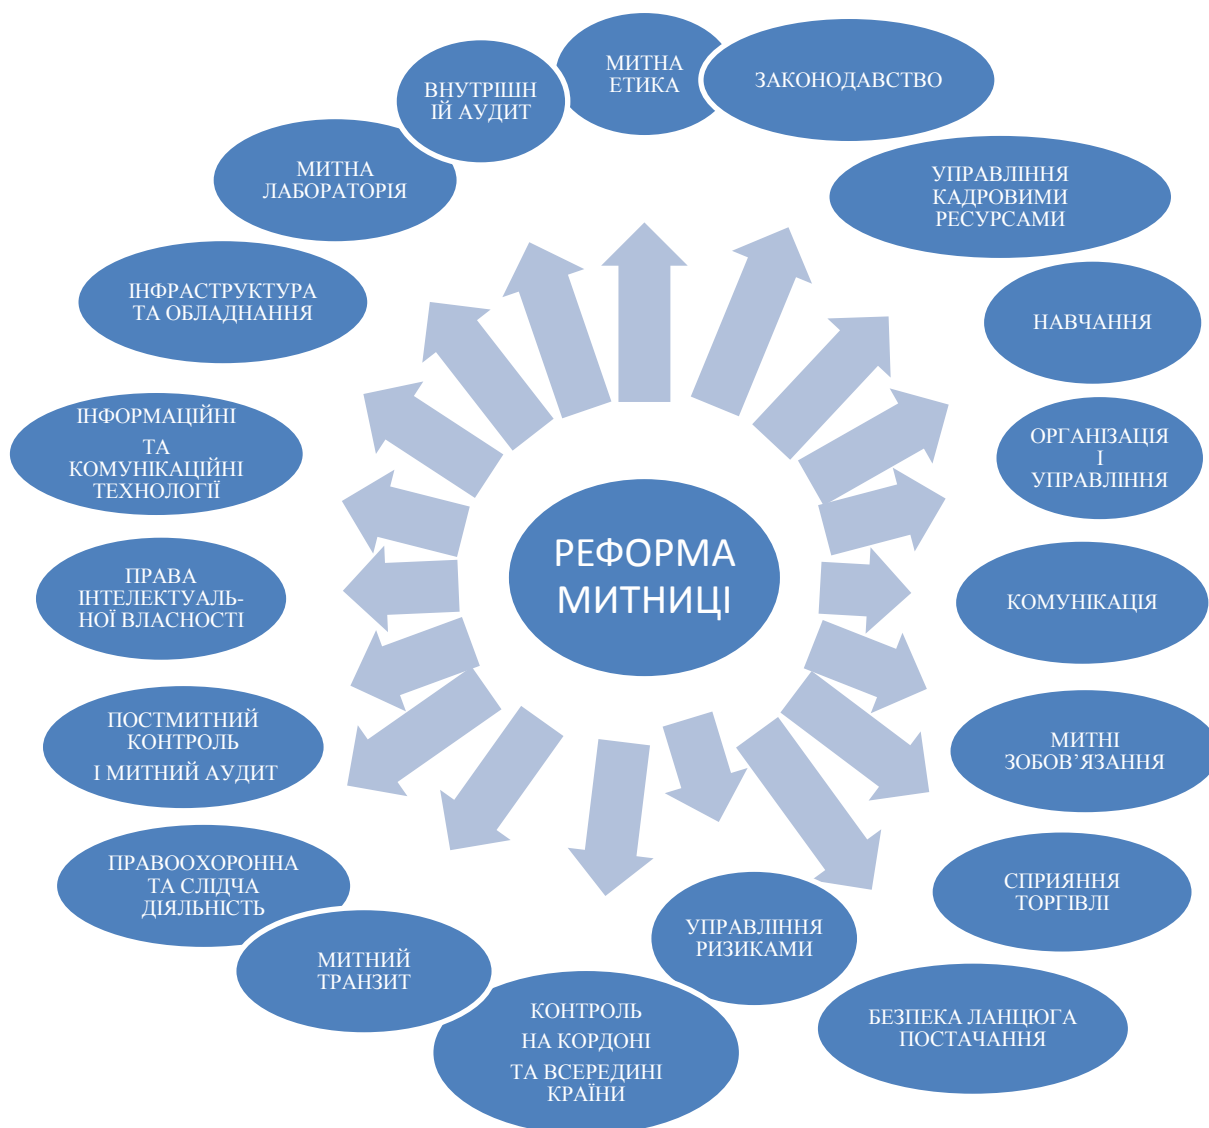 МИТНА
ЕТИКА
ЗАКОНОДАВСТВО
УПРАВЛІННЯ
КАДРОВИМИ
РЕСУРСАМИ
НАВЧАННЯ
ОРГАНІЗАЦІЯ
І
УПРАВЛІННЯ
КОМУНІКАЦІЯ
МИТНІ
ЗОБОВ’ЯЗАННЯ
СПРИЯННЯ
ТОРГІВЛІ
БЕЗПЕКА ЛАНЦЮГА
ПОСТАЧАННЯ
УПРАВЛІННЯ
РИЗИКАМИ
КОНТРОЛЬ
НА КОРДОНІ
ТА ВСЕРЕДИНІ
КРАЇНИ
МИТНИЙ
ТРАНЗИТ
ПРАВООХОРОННА
ТА СЛІДЧА
ДІЯЛЬНІСТЬ
ПОСТМИТНИЙ
КОНТРОЛЬ
І МИТНИЙ АУДИТ
ПРАВА
ІНТЕЛЕКТУАЛЬ-
НОЇ ВЛАСНОСТІ
ІНФОРМАЦІЙНІ
ТА
КОМУНІКАЦІЙНІ
ТЕХНОЛОГІЇ
ІНФРАСТРУКТУРА
ТА ОБЛАДНАННЯ
МИТНА
ЛАБОРАТОРІЯ
ВНУТРІШН
ІЙ АУДИТ
РЕФОРМА
МИТНИЦІ